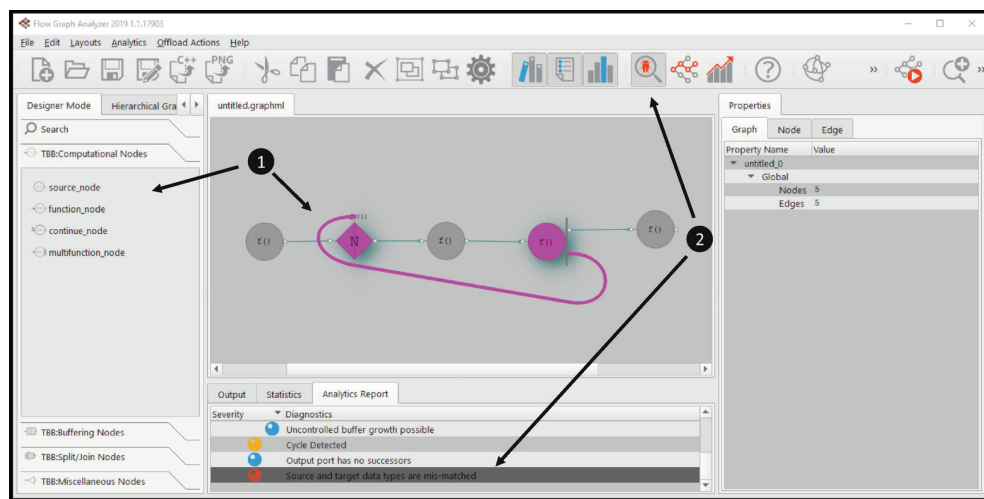 Flow Graph Analyzer 2019 1.1.17903
File Edit Layouts Analytics Offload Actions Help
C++
PNG
»
»
Designer Mode
Hierarchical Gra
Search
TBB:Computational Nodes
source_node
function_node
continue_node
multifunction_node
TBB:Buffering Nodes
TBB:Split/Join Nodes
TBB:Miscellaneous Nodes
untitled.graphml
1
f()
N
f()
f()
f()
2
Output Statistics Analytics Report
Severity Diagnostics
Uncontrolled buffer growth possible
Cycle Detected
Output port has no successors
Source and target data types are mis-matched
Properties
Graph Node Edge
Property Name Value
untitled_0
Global
Nodes 5
Edges 5